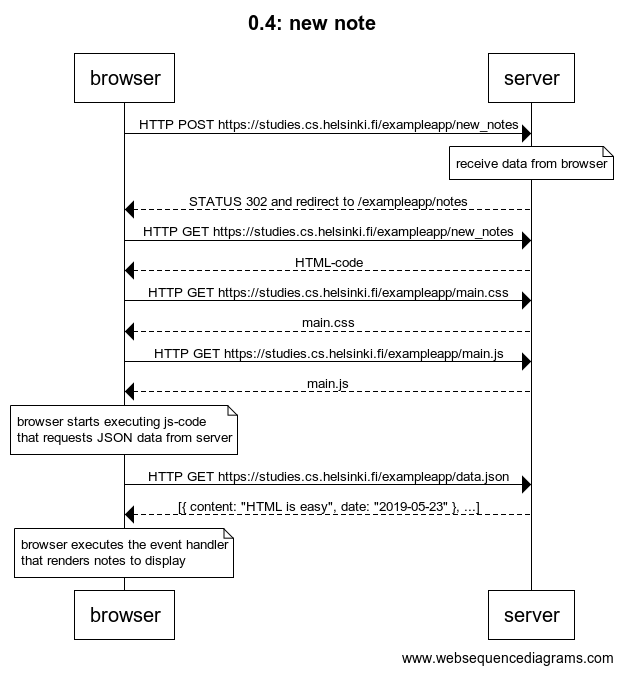 0.4: new note
browser
server
HTTP POST https://studies.cs.helsinki.fi/exampleapp/new_notes
receive data from browser
STATUS 302 and redirect to /exampleapp/notes
HTTP GET https://studies.cs.helsinki.fi/exampleapp/new_notes
HTML-code
HTTP GET https://studies.cs.helsinki.fi/exampleapp/main.css
main.css
HTTP GET https://studies.cs.helsinki.fi/exampleapp/main.js
main.js
browser starts executing js-code
that requests JSON data from server
HTTP GET https://studies.cs.helsinki.fi/exampleapp/data.json
[{ content: "HTML is easy", date: "2019-05-23" }, ...]
browser executes the event handler
that renders notes to display
browser
server
www.websequencediagrams.com